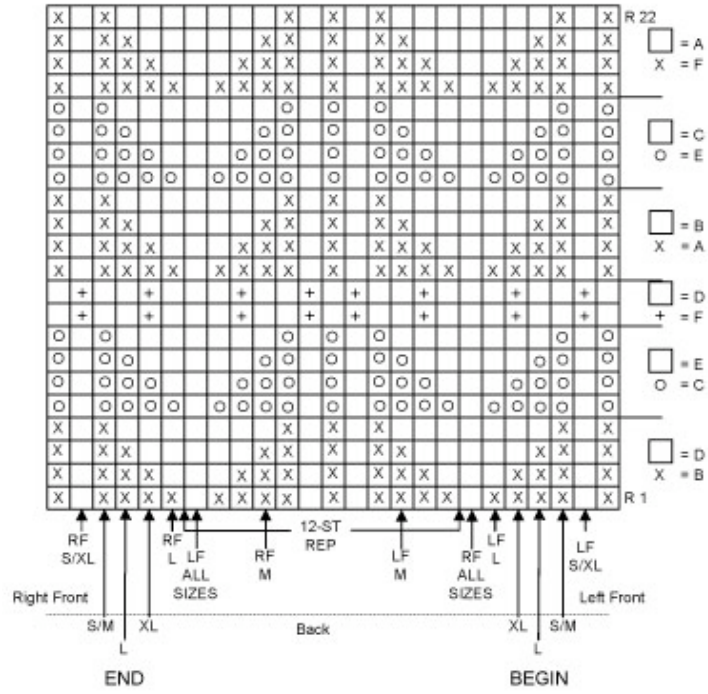 R 22
= A
X = F
= C
O = E
= B
X = A
= D
+ = F
= E
O = C
= D
X = B
R 1
RF
S/XL
RF
L
LF
ALL
SIZES
RF
M
12-ST
REP
LF
M
RF
ALL
SIZES
LF
L
LF
S/XL
Right Front
Left Front
S/M
L
XL
Back
XL
L
S/M
END
BEGIN